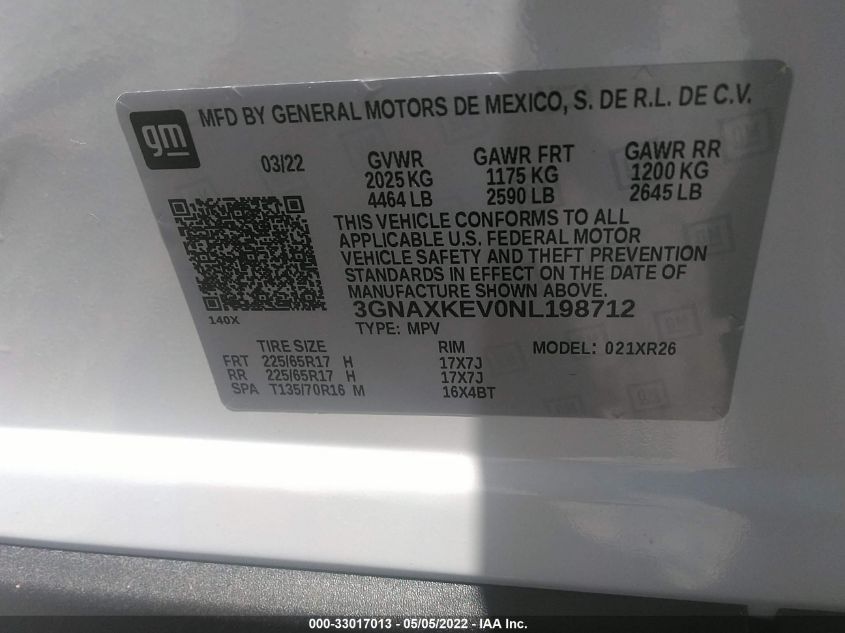 gm
MFD BY GENERAL MOTORS DE MEXICO, S. DE R.L. DE C.V.
03/22 GVWR GAWR FRT GAWR RR
2025 KG 1175 KG 1200 KG
4464 LB 2590 LB 2645 LB
THIS VEHICLE CONFORMS TO ALL
APPLICABLE U.S. FEDERAL MOTOR
VEHICLE SAFETY AND THEFT PREVENTION
STANDARDS IN EFFECT ON THE DATE OF
MANUFACTURE SHOWN ABOVE.
3GNAXKEV0NL198712
140X
TYPE: MPV
TIRE SIZE RIM MODEL: 021XR26
FRT 225/65R17 H 17X7J
RR 225/65R17 H 17X7J
SPA T135/70R16 M 16X4BT
000-33017013 - 05/05/2022 - IAA Inc.